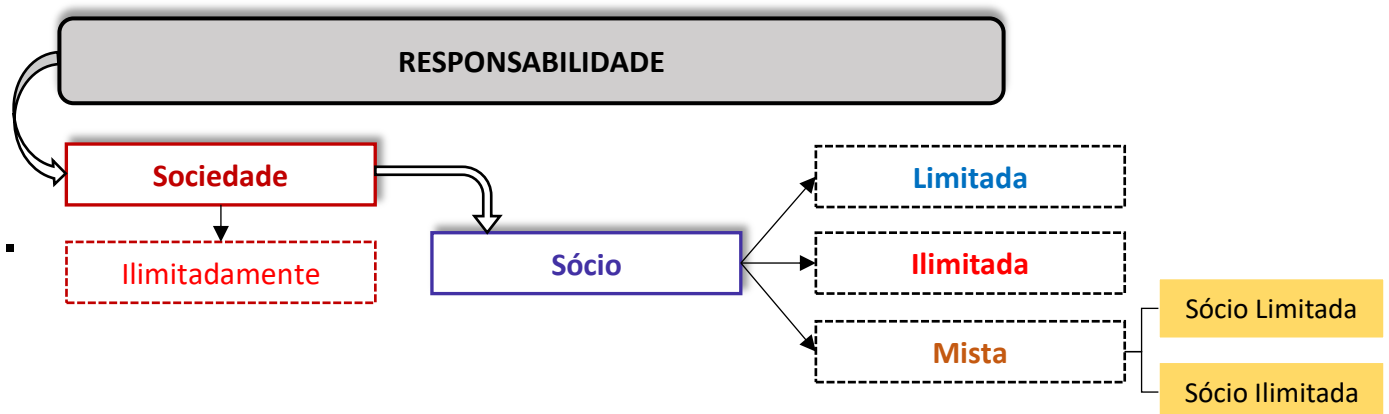 RESPONSABILIDADE
Sociedade
Ilimitadamente
Sócio
Limitada
Ilimitada
Mista
Sócio Limitada
Sócio Ilimitada